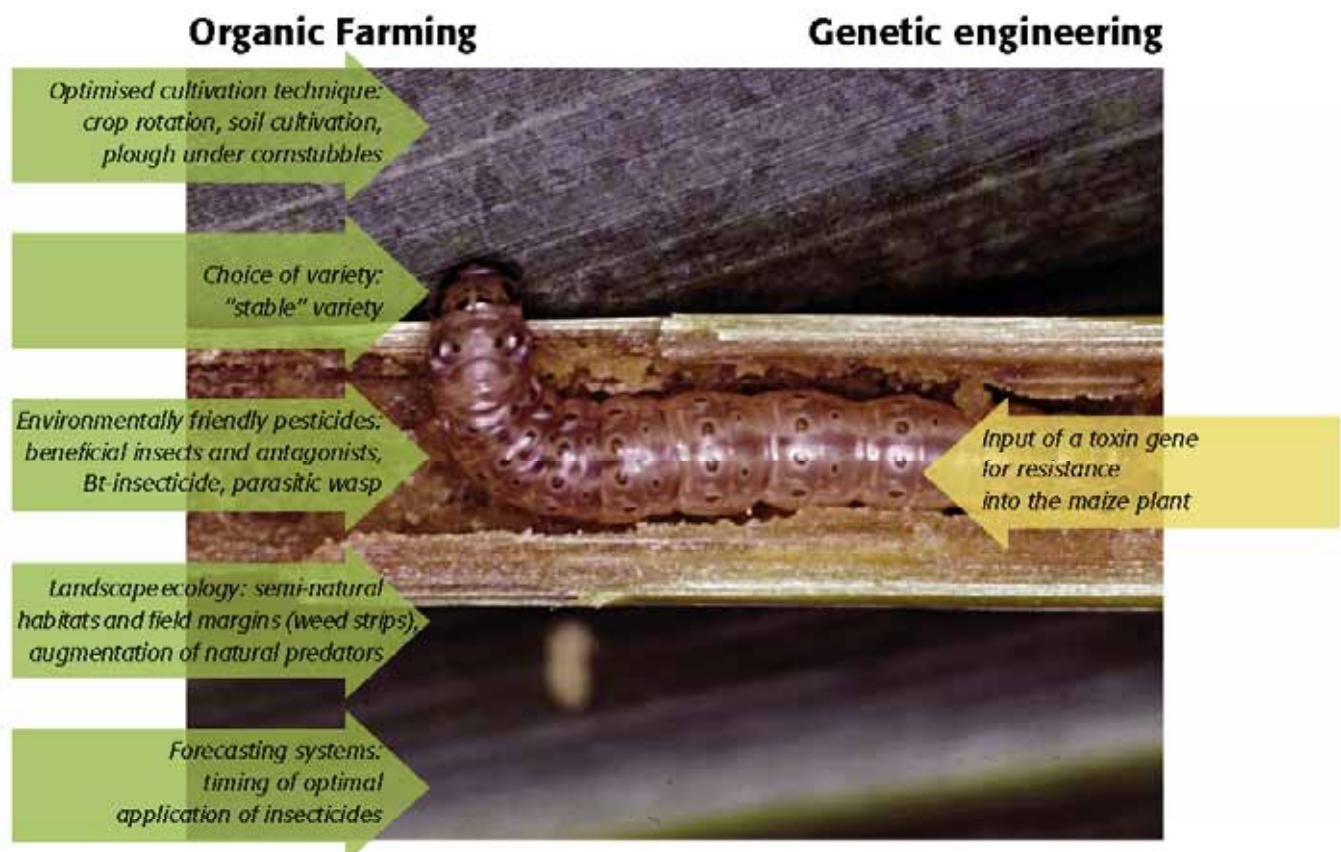 Organic Farming
Genetic engineering
Optimised cultivation technique:
crop rotation, soil cultivation,
plough under cornstubbles
Choice of variety:
"stable" variety
Environmentally friendly pesticides:
beneficial insects and antagonists,
Bt-insecticide, parasitic wasp
Landscape ecology: semi-natural
habitats and field margins (weed strips),
augmentation of natural predators
Forecasting systems:
timing of optimal
application of insecticides
Input of a toxin gene
for resistance
into the maize plant